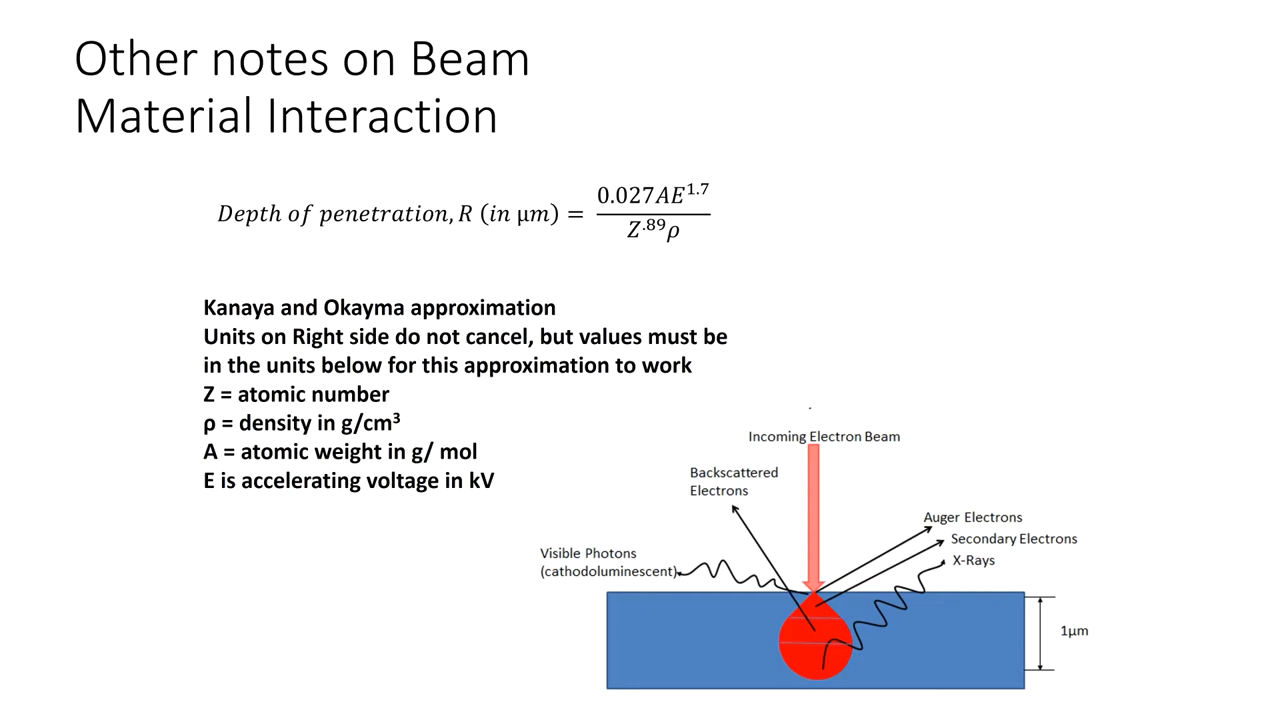 Other notes on Beam
Material Interaction
Depth of penetration, R (in μm) = 0.027AE^1.7 / Z^.89ρ
Kanaya and Okayma approximation
Units on Right side do not cancel, but values must be
in the units below for this approximation to work
Z = atomic number
ρ = density in g/cm³
A = atomic weight in g/ mol
E is accelerating voltage in kV
Incoming Electron Beam
Backscattered
Electrons
Auger Electrons
Secondary Electrons
X-Rays
Visible Photons
(cathodoluminescent)
1μm